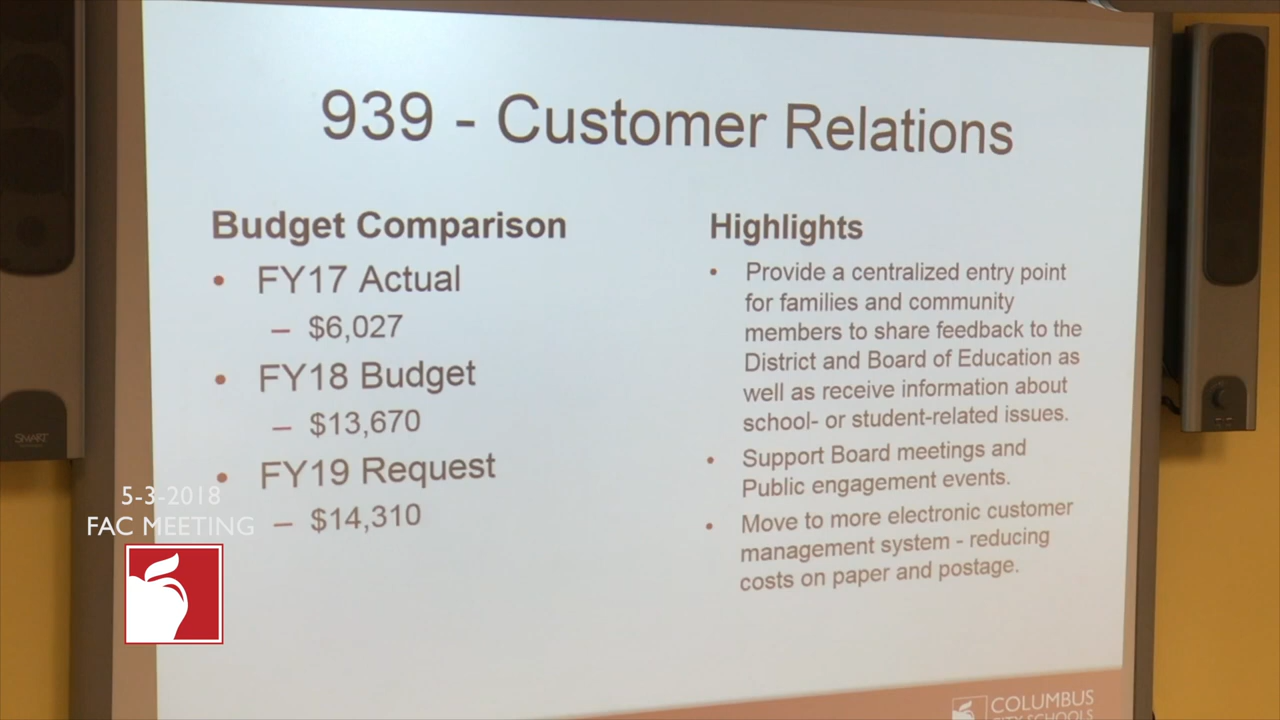 939 - Customer Relations
Budget Comparison
• FY17 Actual
– $6,027
• FY18 Budget
– $13,670
• FY19 Request
– $14,310
Highlights
• Provide a centralized entry point
for families and community
members to share feedback to the
District and Board of Education as
well as receive information about
school- or student-related issues.
• Support Board meetings and
Public engagement events.
• Move to more electronic customer
management system - reducing
costs on paper and postage.
5-3-2018
FAC MEETING
SMART
COLUMBUS
CITY SCHOOLS